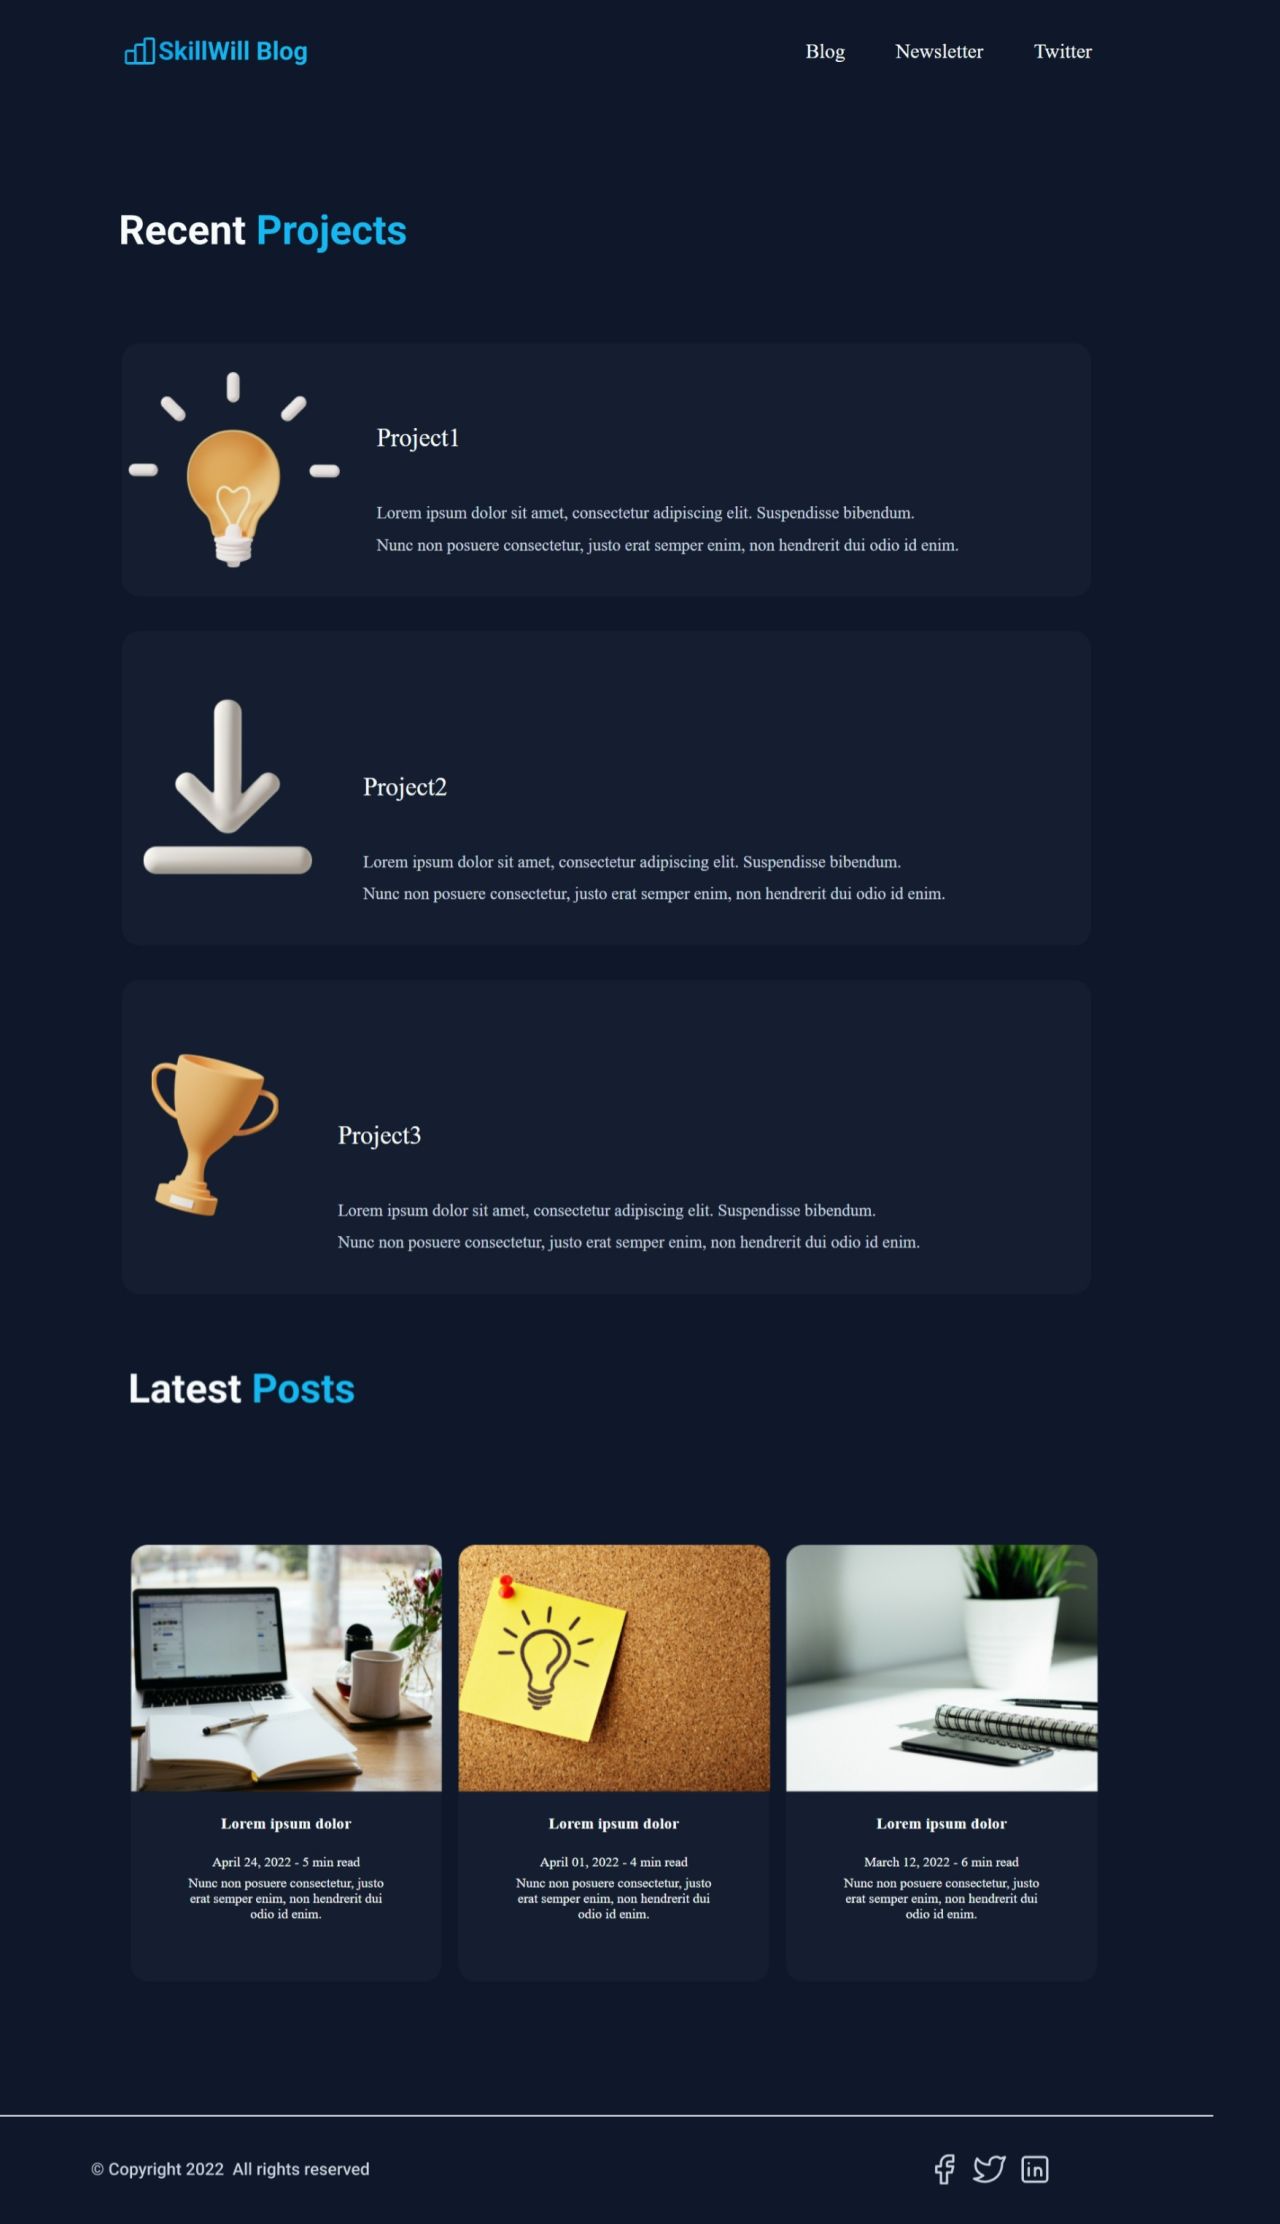 SkillWill Blog
Blog Newsletter Twitter
Recent Projects
Project1
Lorem ipsum dolor sit amet, consectetur adipiscing elit. Suspendisse bibendum.
Nunc non posuere consectetur, justo erat semper enim, non hendrerit dui odio id enim.
Project2
Lorem ipsum dolor sit amet, consectetur adipiscing elit. Suspendisse bibendum.
Nunc non posuere consectetur, justo erat semper enim, non hendrerit dui odio id enim.
Project3
Lorem ipsum dolor sit amet, consectetur adipiscing elit. Suspendisse bibendum.
Nunc non posuere consectetur, justo erat semper enim, non hendrerit dui odio id enim.
Latest Posts
Lorem ipsum dolor
April 24, 2022 - 5 min read
Nunc non posuere consectetur, justo
erat semper enim, non hendrerit dui
odio id enim.
Lorem ipsum dolor
April 01, 2022 - 4 min read
Nunc non posuere consectetur, justo
erat semper enim, non hendrerit dui
odio id enim.
Lorem ipsum dolor
March 12, 2022 - 6 min read
Nunc non posuere consectetur, justo
erat semper enim, non hendrerit dui
odio id enim.
© Copyright 2022 All rights reserved